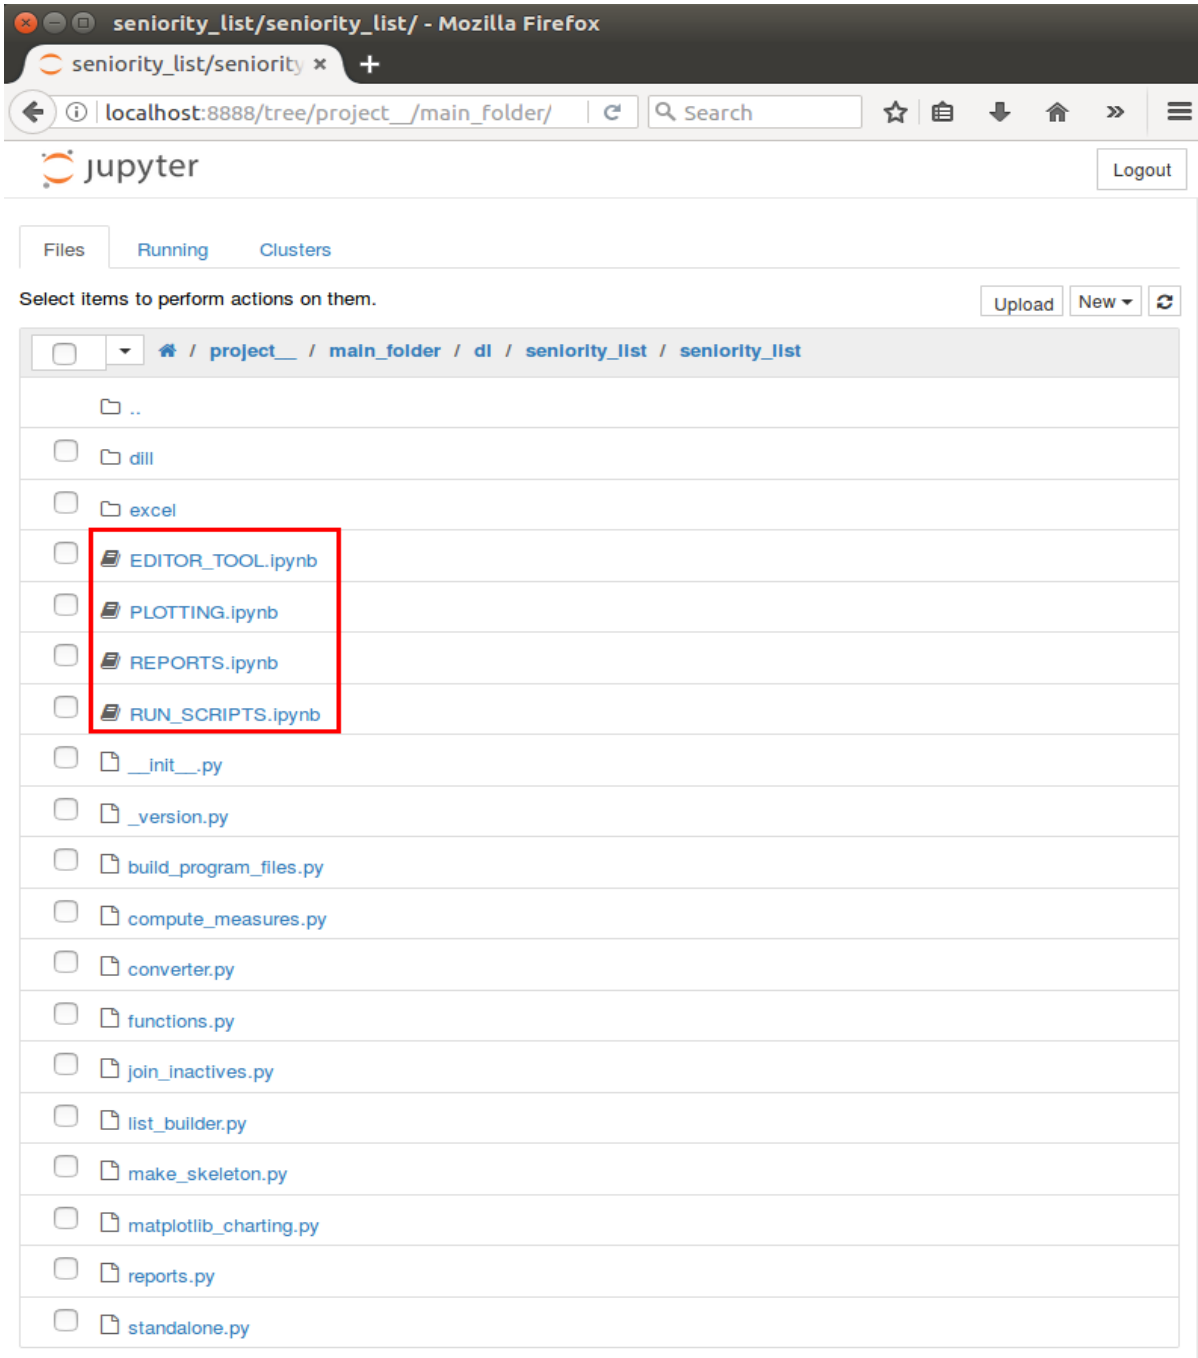 seniority_list/seniority_list/ - Mozilla Firefox
seniority_list/seniority
localhost:8888/tree/project__/main_folder/ Search
jupyter Logout
Files Running Clusters
Select items to perform actions on them. Upload New
/ project__ / main_folder / dl / seniority_list / seniority_list
..
dill
excel
EDITOR_TOOL.ipynb
PLOTTING.ipynb
REPORTS.ipynb
RUN_SCRIPTS.ipynb
__init__.py
_version.py
build_program_files.py
compute_measures.py
converter.py
functions.py
join_inactives.py
list_builder.py
make_skeleton.py
matplotlib_charting.py
reports.py
standalone.py